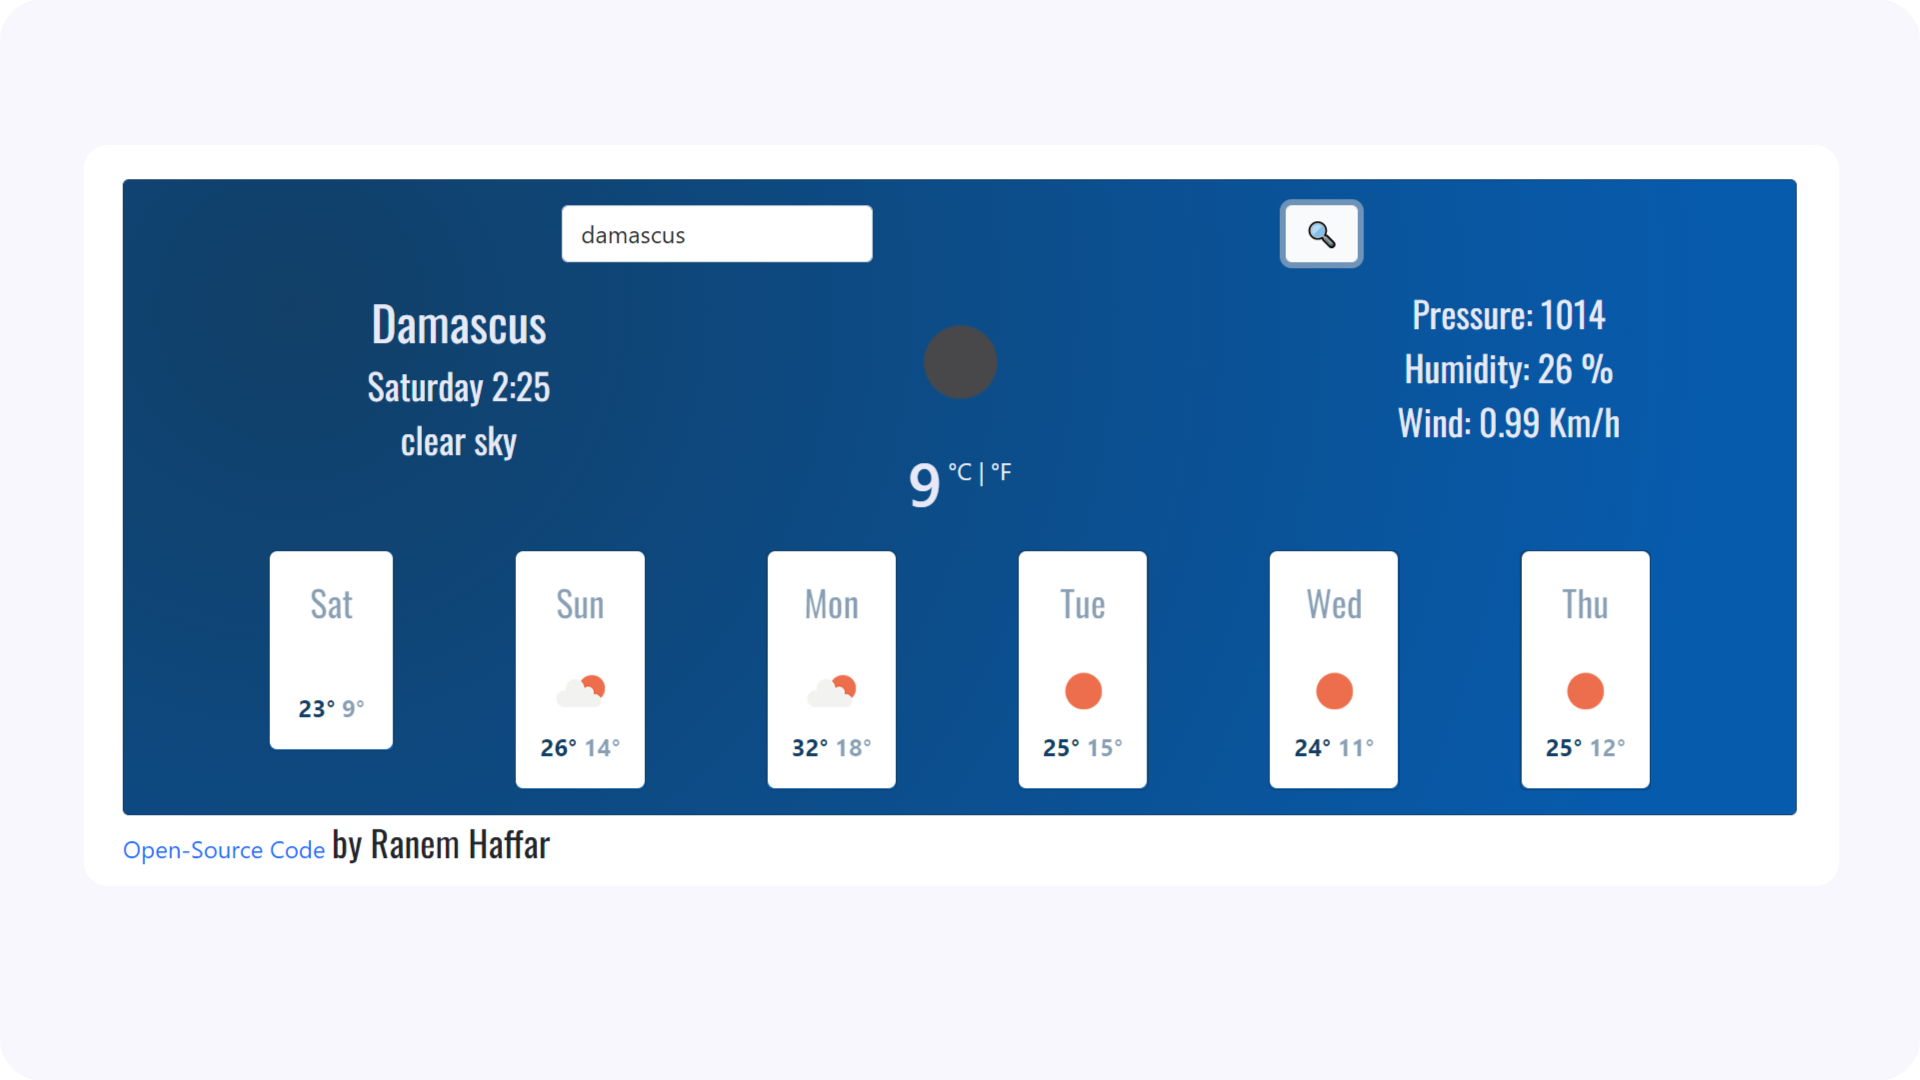 damascus
Damascus
Saturday 2:25
clear sky
9 °C | °F
Pressure: 1014
Humidity: 26 %
Wind: 0.99 Km/h
Sat
23° 9°
Sun
26° 14°
Mon
32° 18°
Tue
25° 15°
Wed
24° 11°
Thu
25° 12°
Open-Source Code by Ranem Haffar